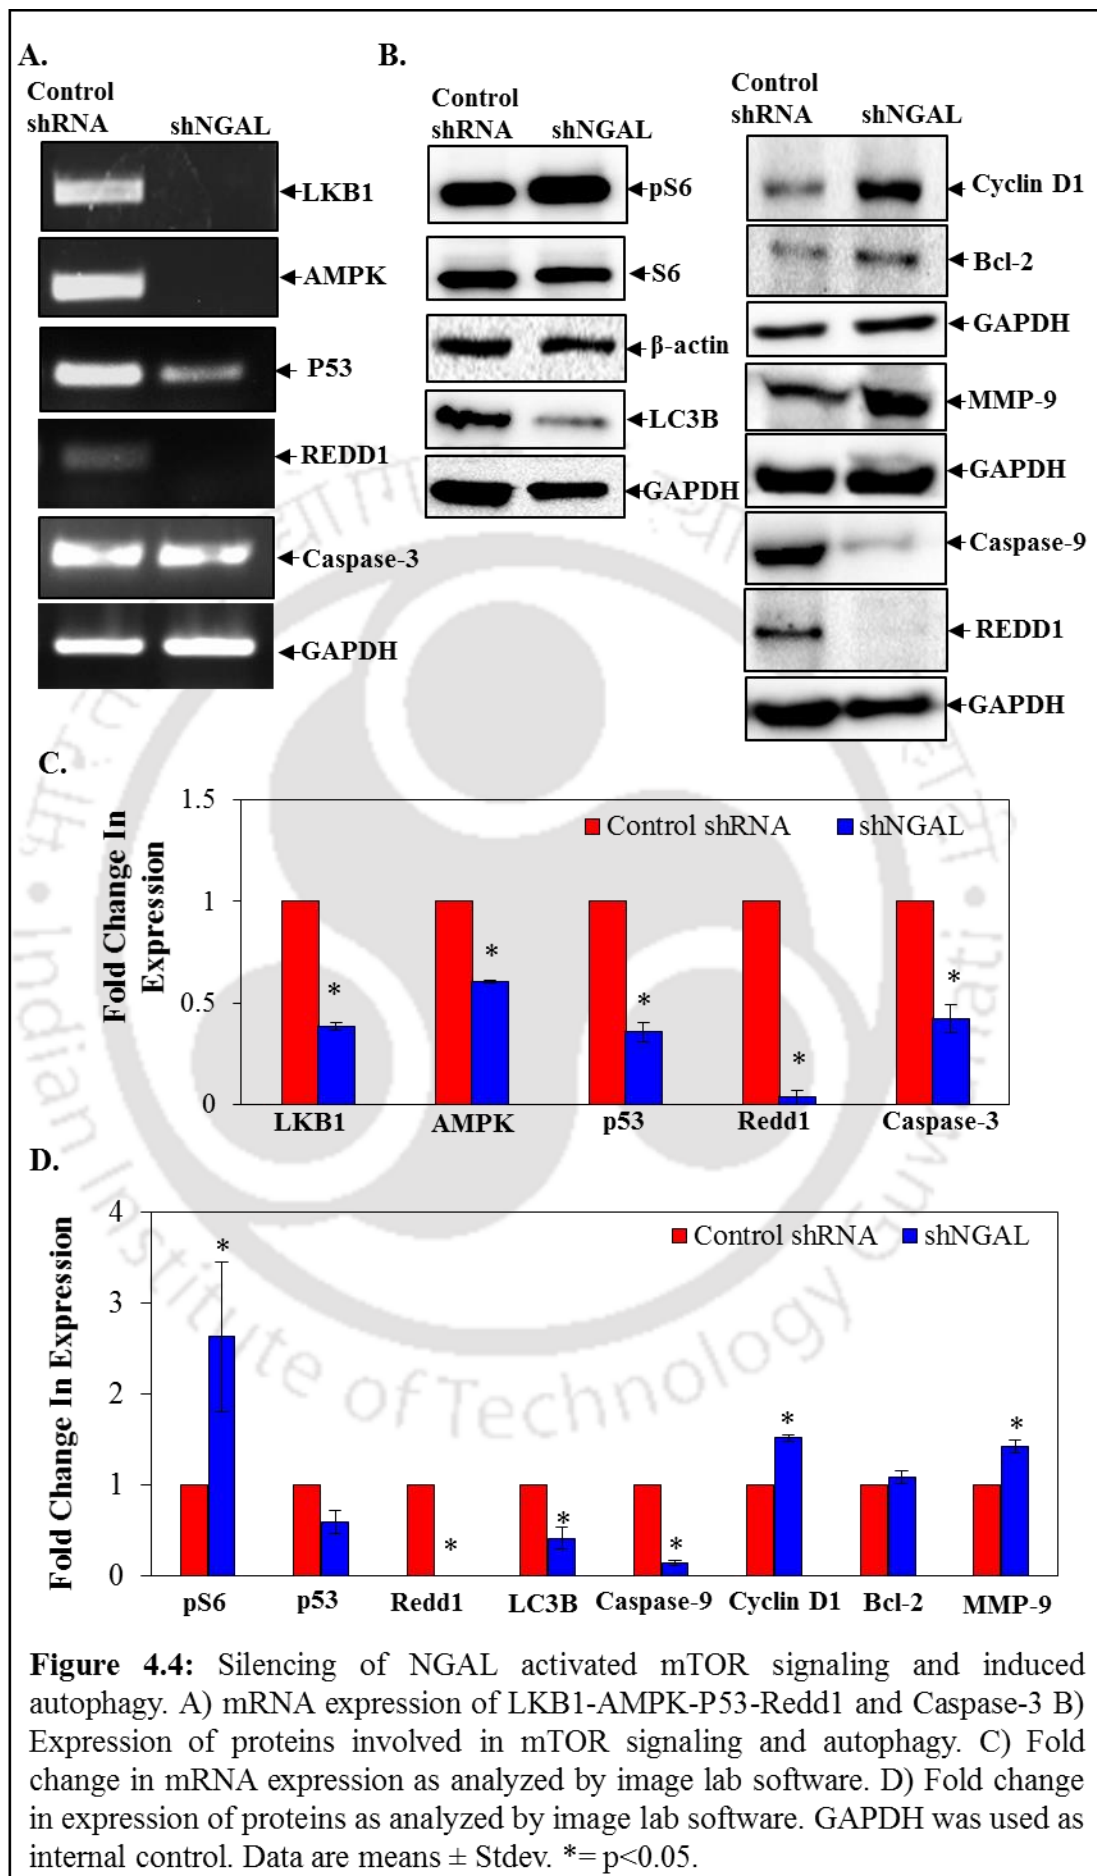 A.
Control
shRNA shNGAL
LKB1
AMPK
P53
REDD1
Caspase-3
GAPDH
B.
Control
shRNA shNGAL
pS6
S6
β-actin
LC3B
GAPDH
Control
shRNA shNGAL
Cyclin D1
Bcl-2
GAPDH
MMP-9
GAPDH
Caspase-9
REDD1
GAPDH
C.
Fold Change In
Expression
1.5
1
0.5
0
Control shRNA shNGAL
* * * * *
LKB1 AMPK p53 Redd1 Caspase-3
D.
Fold Change In Expression
4
3
2
1
0
Control shRNA shNGAL
* * * * * *
pS6 p53 Redd1 LC3B Caspase-9 Cyclin D1 Bcl-2 MMP-9
Figure 4.4: Silencing of NGAL activated mTOR signaling and induced
autophagy. A) mRNA expression of LKB1-AMPK-P53-Redd1 and Caspase-3 B)
Expression of proteins involved in mTOR signaling and autophagy. C) Fold
change in mRNA expression as analyzed by image lab software. D) Fold change
in expression of proteins as analyzed by image lab software. GAPDH was used as
internal control. Data are means ± Stdev. *= p<0.05.
Indian Institute of Technology Guwahati